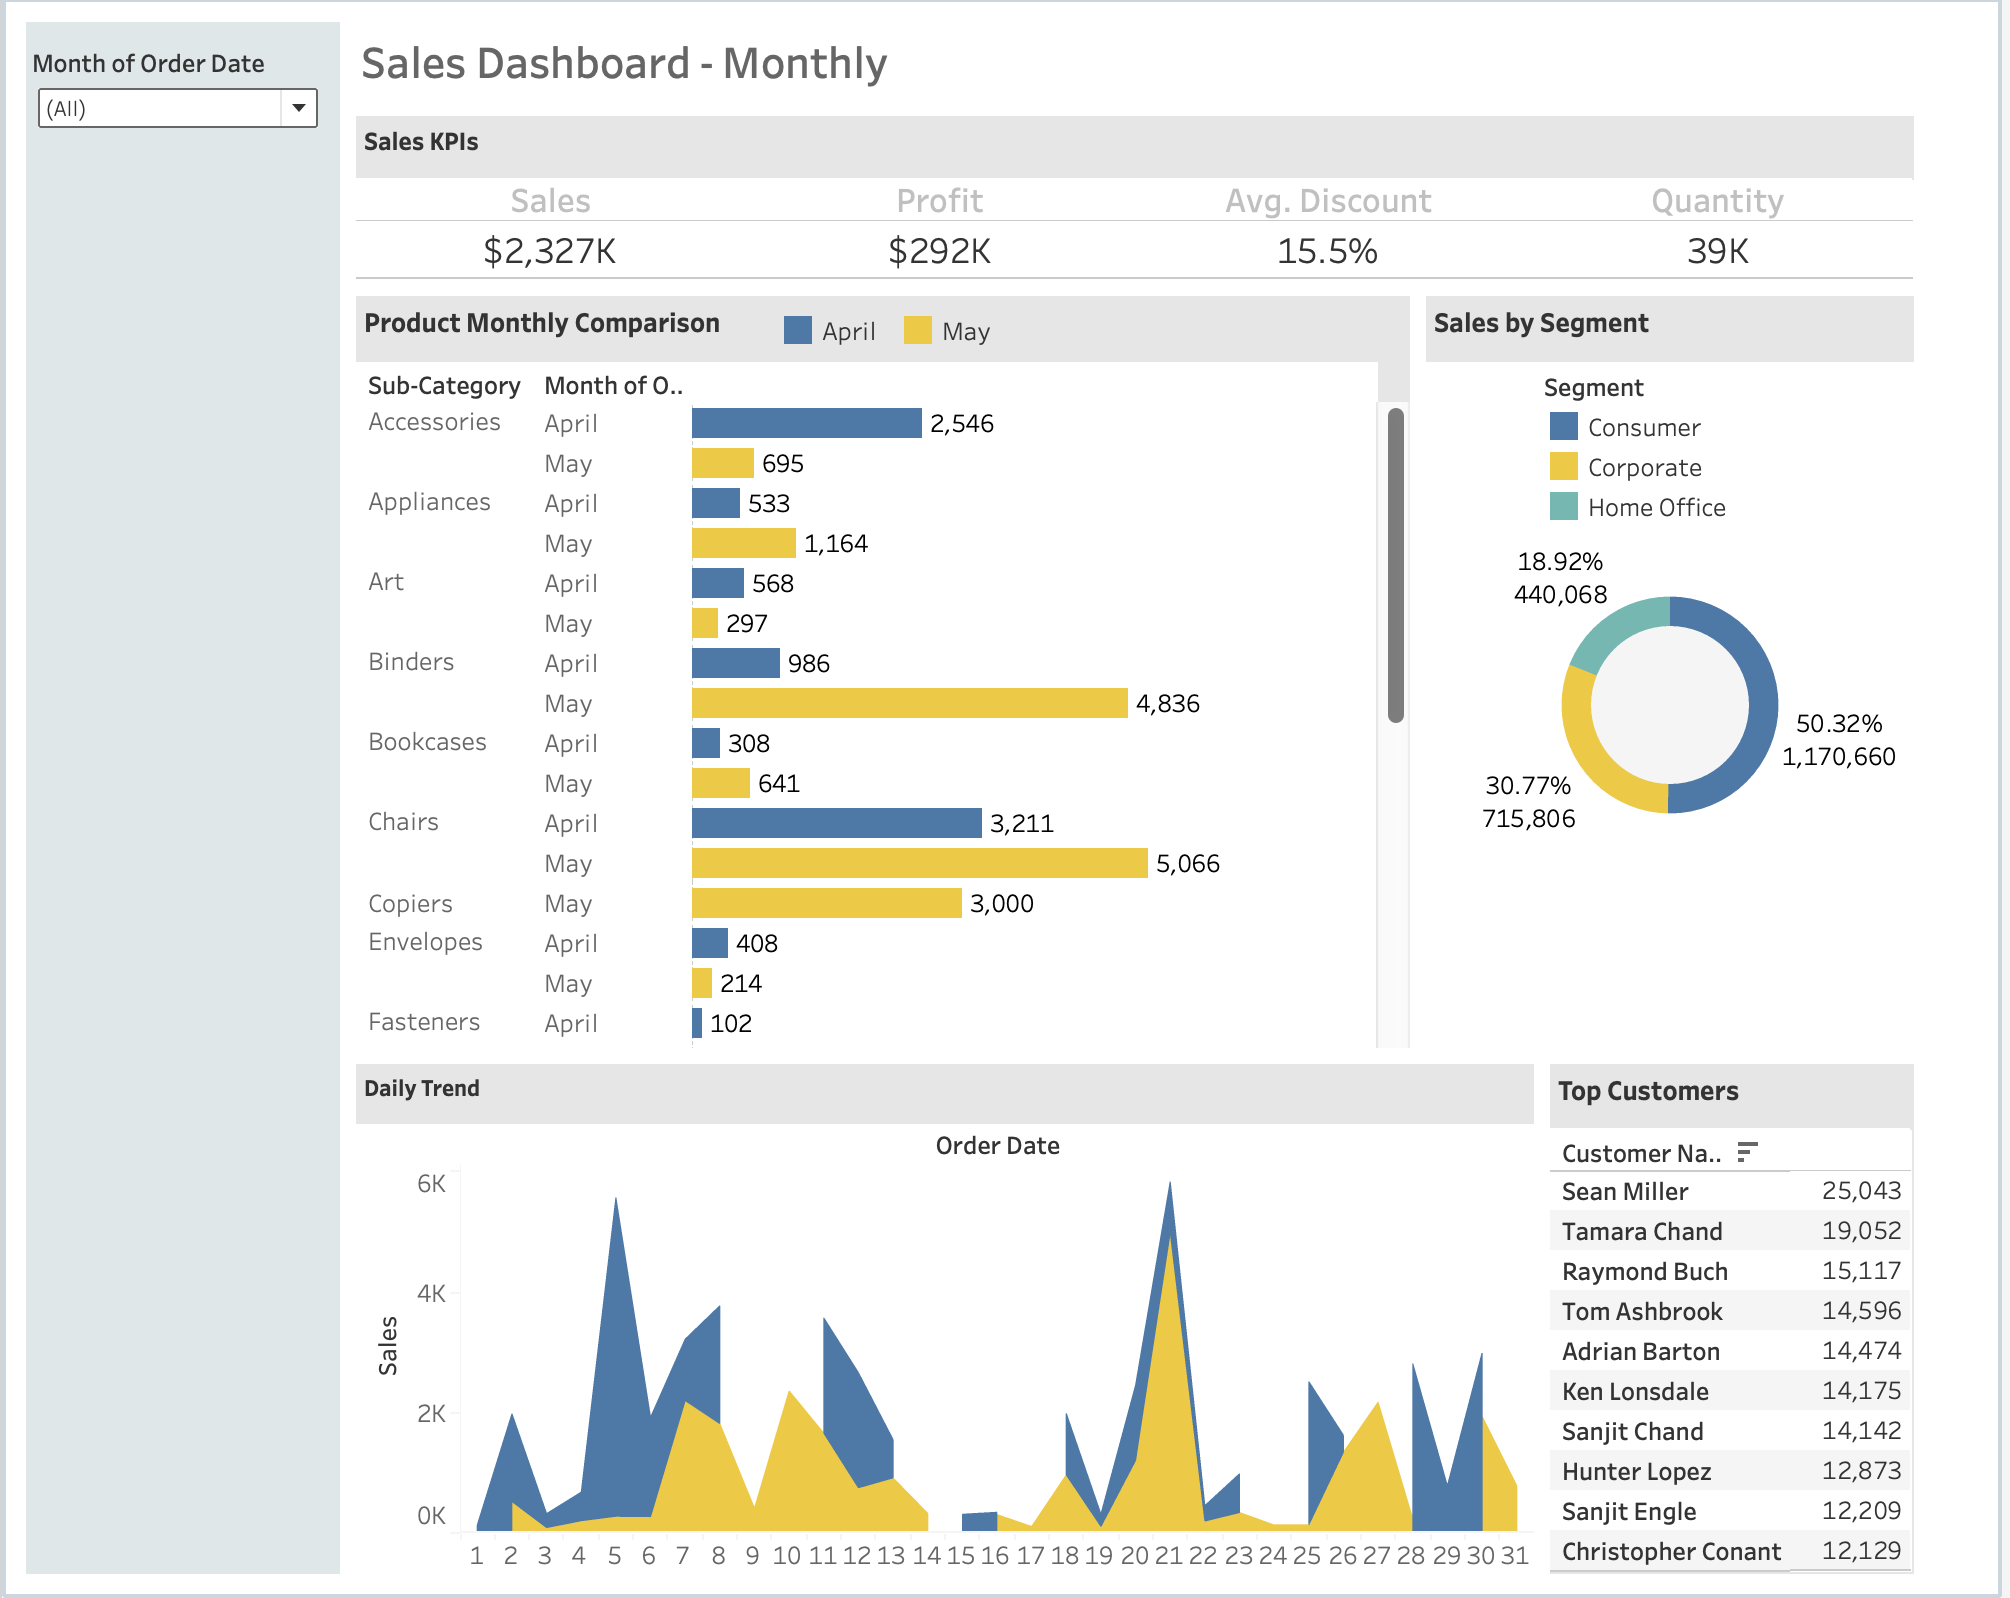 Month of Order Date
(All)
Sales Dashboard - Monthly
Sales KPIs
Sales Profit Avg. Discount Quantity
$2,327K $292K 15.5% 39K
Product Monthly Comparison April May
Sub-Category Month of O..
Accessories April 2,546
May 695
Appliances April 533
May 1,164
Art April 568
May 297
Binders April 986
May 4,836
Bookcases April 308
May 641
Chairs April 3,211
May 5,066
Copiers May 3,000
Envelopes April 408
May 214
Fasteners April 102
Sales by Segment
Segment
Consumer
Corporate
Home Office
18.92%
440,068
50.32%
1,170,660
30.77%
715,806
Daily Trend
Order Date
6K
4K
2K
0K
Sales
1 2 3 4 5 6 7 8 9 10 11 12 13 14 15 16 17 18 19 20 21 22 23 24 25 26 27 28 29 30 31
Top Customers
Customer Na..
Sean Miller 25,043
Tamara Chand 19,052
Raymond Buch 15,117
Tom Ashbrook 14,596
Adrian Barton 14,474
Ken Lonsdale 14,175
Sanjit Chand 14,142
Hunter Lopez 12,873
Sanjit Engle 12,209
Christopher Conant 12,129